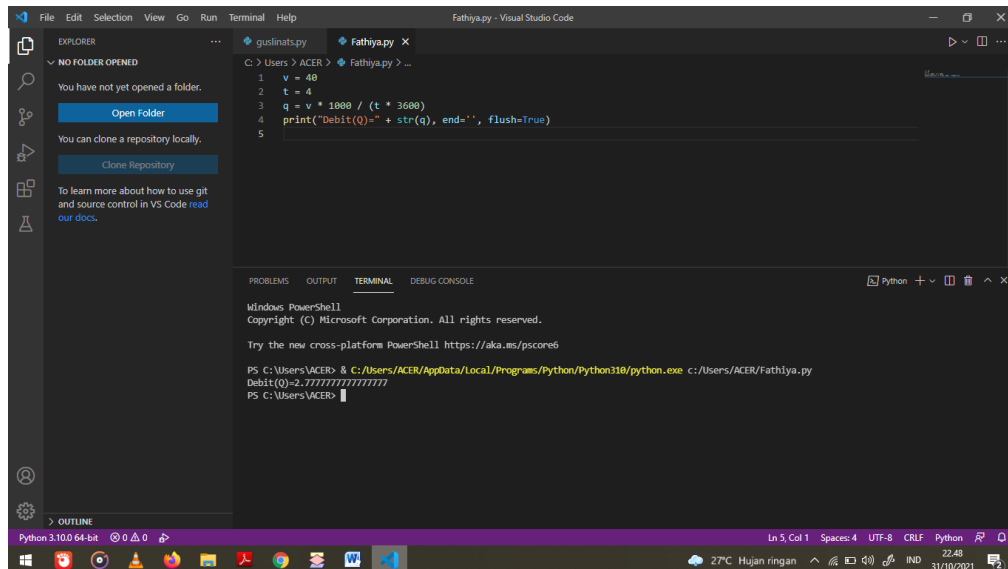 File Edit Selection View Go Run Terminal Help Fathiya.py - Visual Studio Code
EXPLORER ...
guslinats.py Fathiya.py
NO FOLDER OPENED
You have not yet opened a folder.
Open Folder
You can clone a repository locally.
Clone Repository
To learn more about how to use git
and source control in VS Code read
our docs.
OUTLINE
C: > Users > ACER > Fathiya.py > ...
1 v = 40
2 t = 4
3 q = v * 1000 / (t * 3600)
4 print("Debit(Q)=" + str(q), end='', flush=True)
5
PROBLEMS OUTPUT TERMINAL DEBUG CONSOLE Python
Windows PowerShell
Copyright (C) Microsoft Corporation. All rights reserved.
Try the new cross-platform PowerShell https://aka.ms/pscore6
PS C:\Users\ACER> & C:/Users/ACER/AppData/Local/Programs/Python/Python310/python.exe c:/Users/ACER/Fathiya.py
Debit(Q)=2.7777777777777777
PS C:\Users\ACER>
Python 3.10.0 64-bit 0 0 Ln 5, Col 1 Spaces: 4 UTF-8 CRLF Python
27°C Hujan ringan IND 22.48
31/10/2021